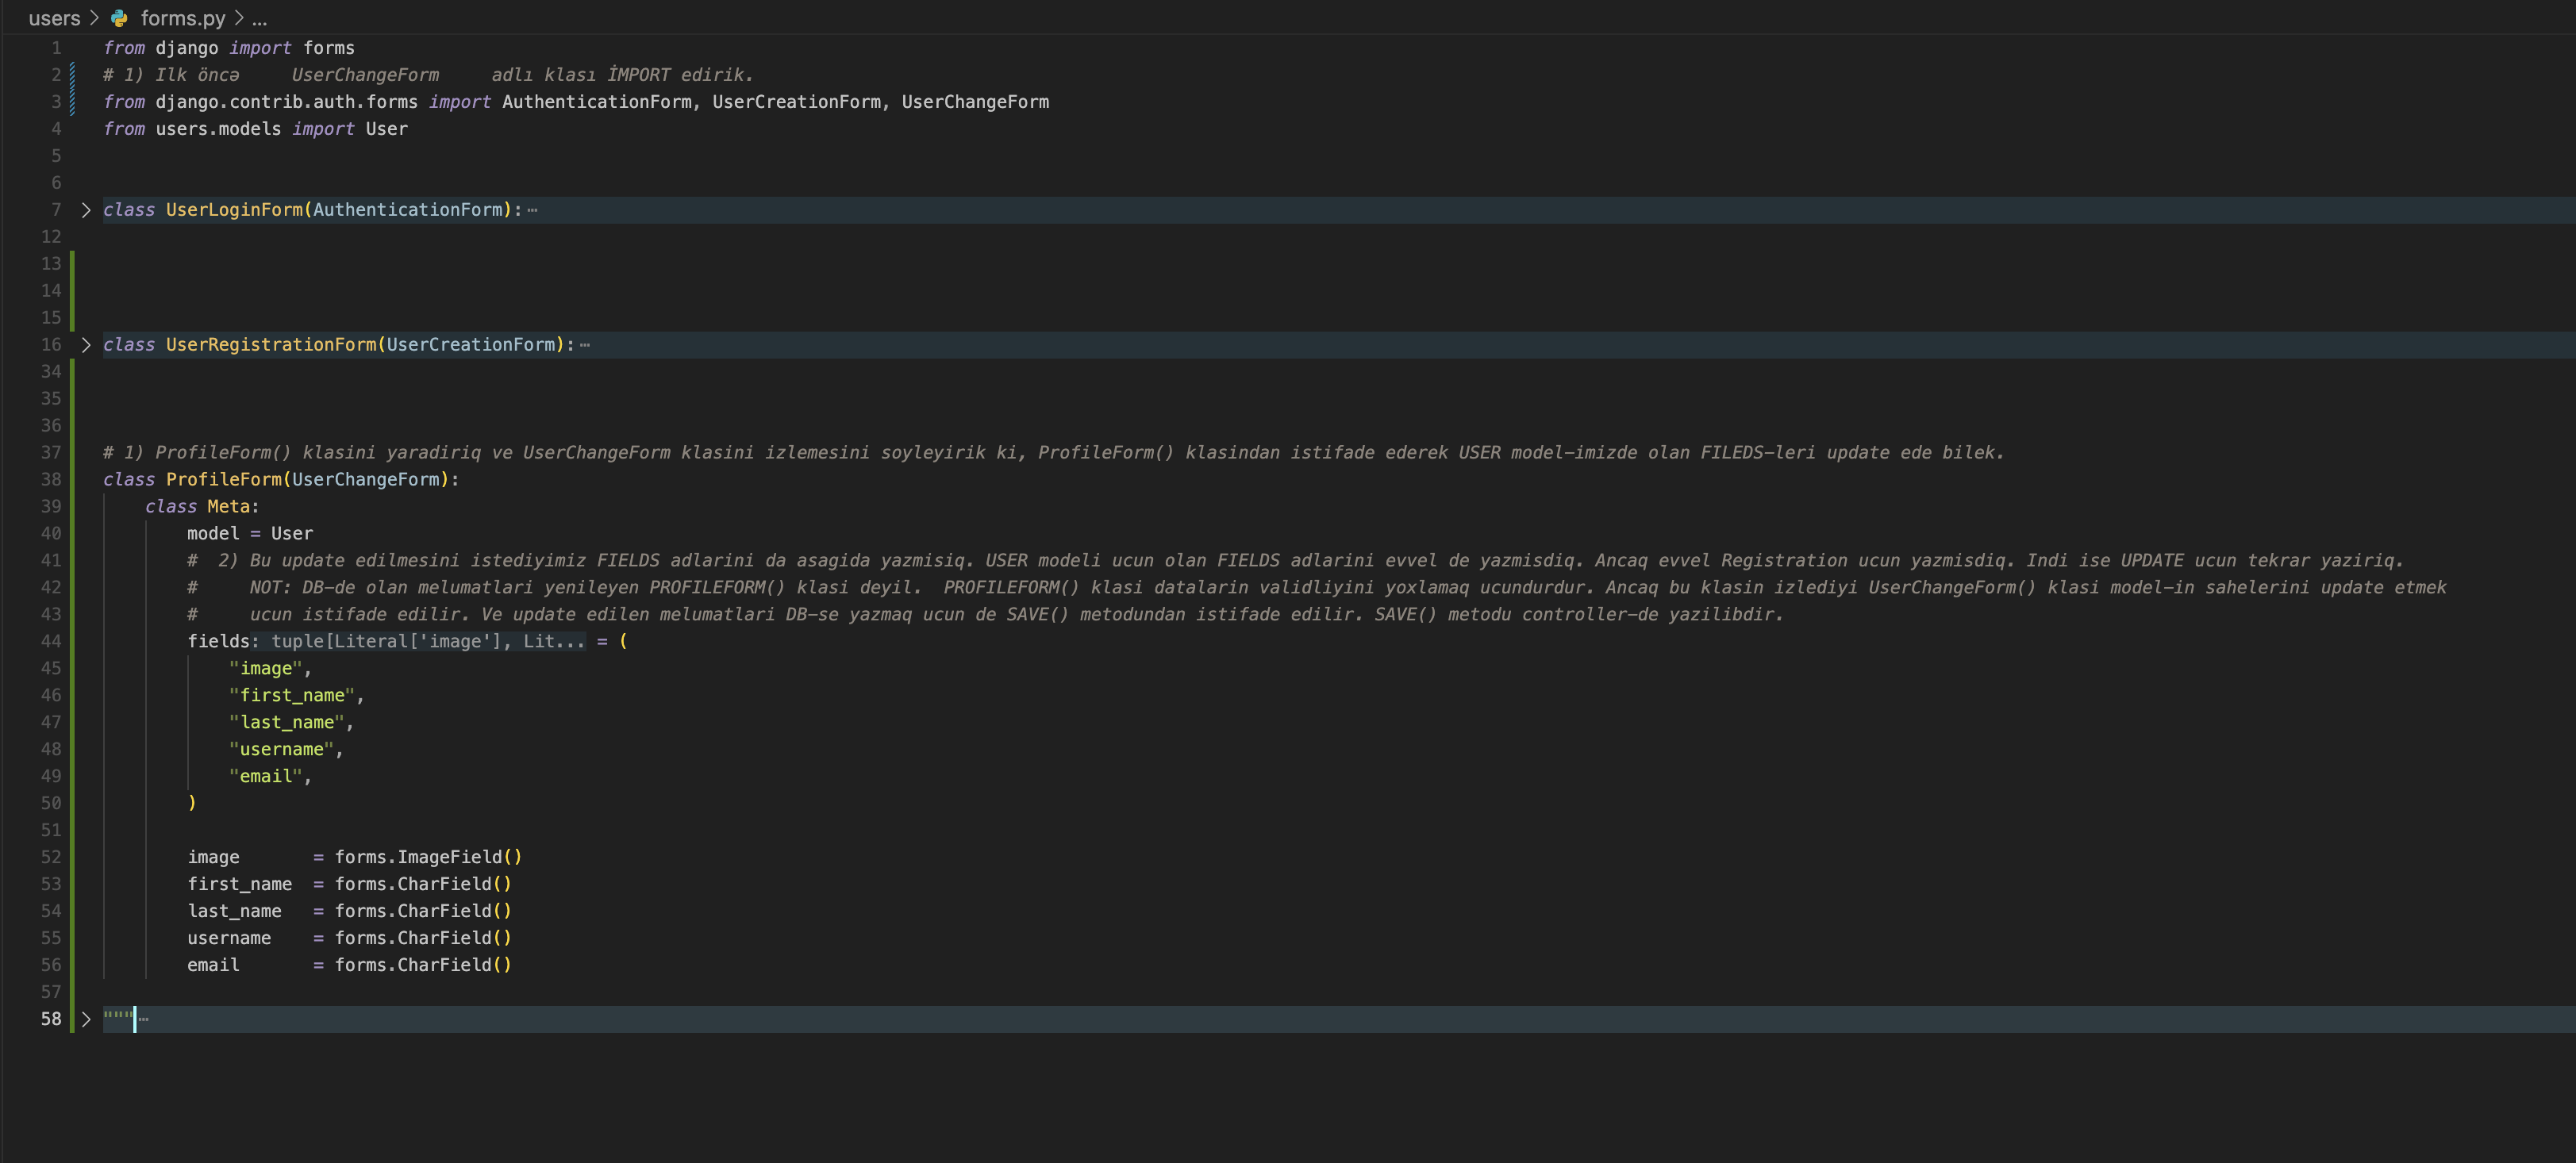 users > forms.py > ...
1 from django import forms
2 # 1) Ilk öncə     UserChangeForm     adlı klası İMPORT edirik.
3 from django.contrib.auth.forms import AuthenticationForm, UserCreationForm, UserChangeForm
4 from users.models import User
5
6
7 class UserLoginForm(AuthenticationForm):…
12
13
14
15
16 class UserRegistrationForm(UserCreationForm):…
34
35
36
37 # 1) ProfileForm() klasini yaradiriq ve UserChangeForm klasini izlemesini soyleyirik ki, ProfileForm() klasindan istifade ederek USER model-imizde olan FILEDS-leri update ede bilek.
38 class ProfileForm(UserChangeForm):
39     class Meta:
40         model = User
41         #  2) Bu update edilmesini istediyimiz FIELDS adlarini da asagida yazmisiq. USER modeli ucun olan FIELDS adlarini evvel de yazmisdiq. Ancaq evvel Registration ucun yazmisdiq. Indi ise UPDATE ucun tekrar yaziriq.
42         #     NOT: DB-de olan melumatlari yenileyen PROFILEFORM() klasi deyil.  PROFILEFORM() klasi datalarin validliyini yoxlamaq ucundurdur. Ancaq bu klasin izlediyi UserChangeForm() klasi model-in sahelerini update etmek
43         #     ucun istifade edilir. Ve update edilen melumatlari DB-se yazmaq ucun de SAVE() metodundan istifade edilir. SAVE() metodu controller-de yazilibdir.
44         fields: tuple[Literal['image'], Lit... = (
45             "image",
46             "first_name",
47             "last_name",
48             "username",
49             "email",
50         )
51
52         image       = forms.ImageField()
53         first_name  = forms.CharField()
54         last_name   = forms.CharField()
55         username    = forms.CharField()
56         email       = forms.CharField()
57
58 """…